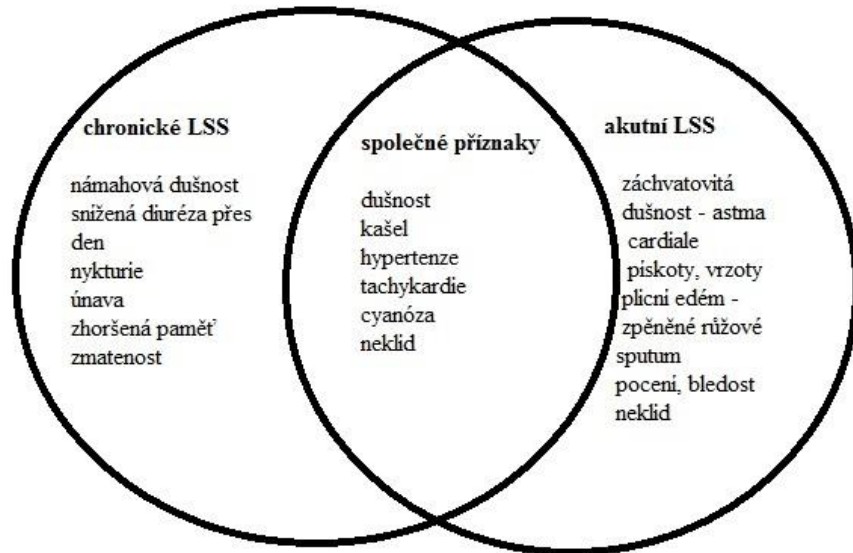 chronické LSS
námahová dušnost
snížená diuréza přes
den
nykturie
únava
zhoršená paměť
zmatenost
společné příznaky
dušnost
kašel
hypertenze
tachykardie
cyanóza
neklid
akutní LSS
záchvatovitá
dušnost - astma
cardiale
pískoty, vrzoty
plicní edém -
zpěněné růžové
sputum
pocení, bledost
neklid